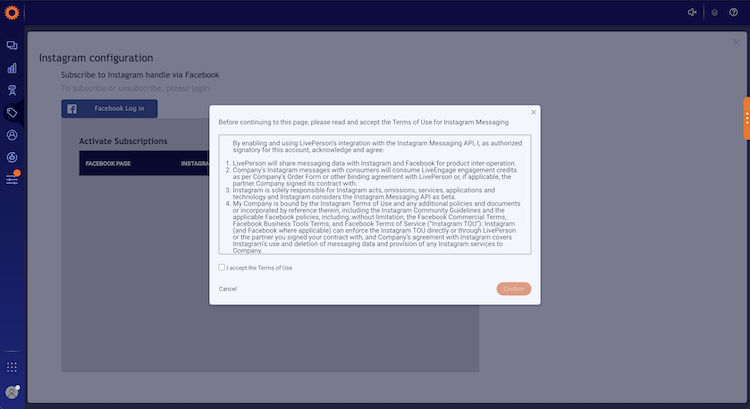 Instagram configuration
Subscribe to Instagram handle via Facebook
To subscribe or unsubscribe, please login
Facebook Log in
Activate Subscriptions
FACEBOOK PAGE
INSTAGRA
Before continuing to this page, please read and accept the Terms of Use for Instagram Messaging
By enabling and using LivePerson's integration with the Instagram Messaging API, I, as authorized
signatory for this account, acknowledge and agree:
1. LivePerson will share messaging data with Instagram and Facebook for product inter-operation.
2. Company's Instagram messages with consumers will consume LiveEngage engagement credits
as per Company's Order Form or other binding agreement with LivePerson or, if applicable, the
partner Company signed its contract with.
3. Instagram is solely responsible for Instagram acts, omissions, services, applications and
technology and Instagram considers the Instagram Messaging API as beta.
4. My Company is bound by the Instagram Terms of Use and any additional policies and documents
or incorporated by reference therein, including the Instagram Community Guidelines and the
applicable Facebook policies, including, without limitation, the Facebook Commercial Terms,
Facebook Business Tools Terms, and Facebook Terms of Service ("Instagram TOU"). Instagram
(and Facebook where applicable) can enforce the Instagram TOU directly or through LivePerson
or the partner you signed your contract with, and Company's agreement with Instagram covers
Instagram's use and deletion of messaging data and provision of any Instagram services to
Company.
I accept the Terms of Use
Cancel
Confirm